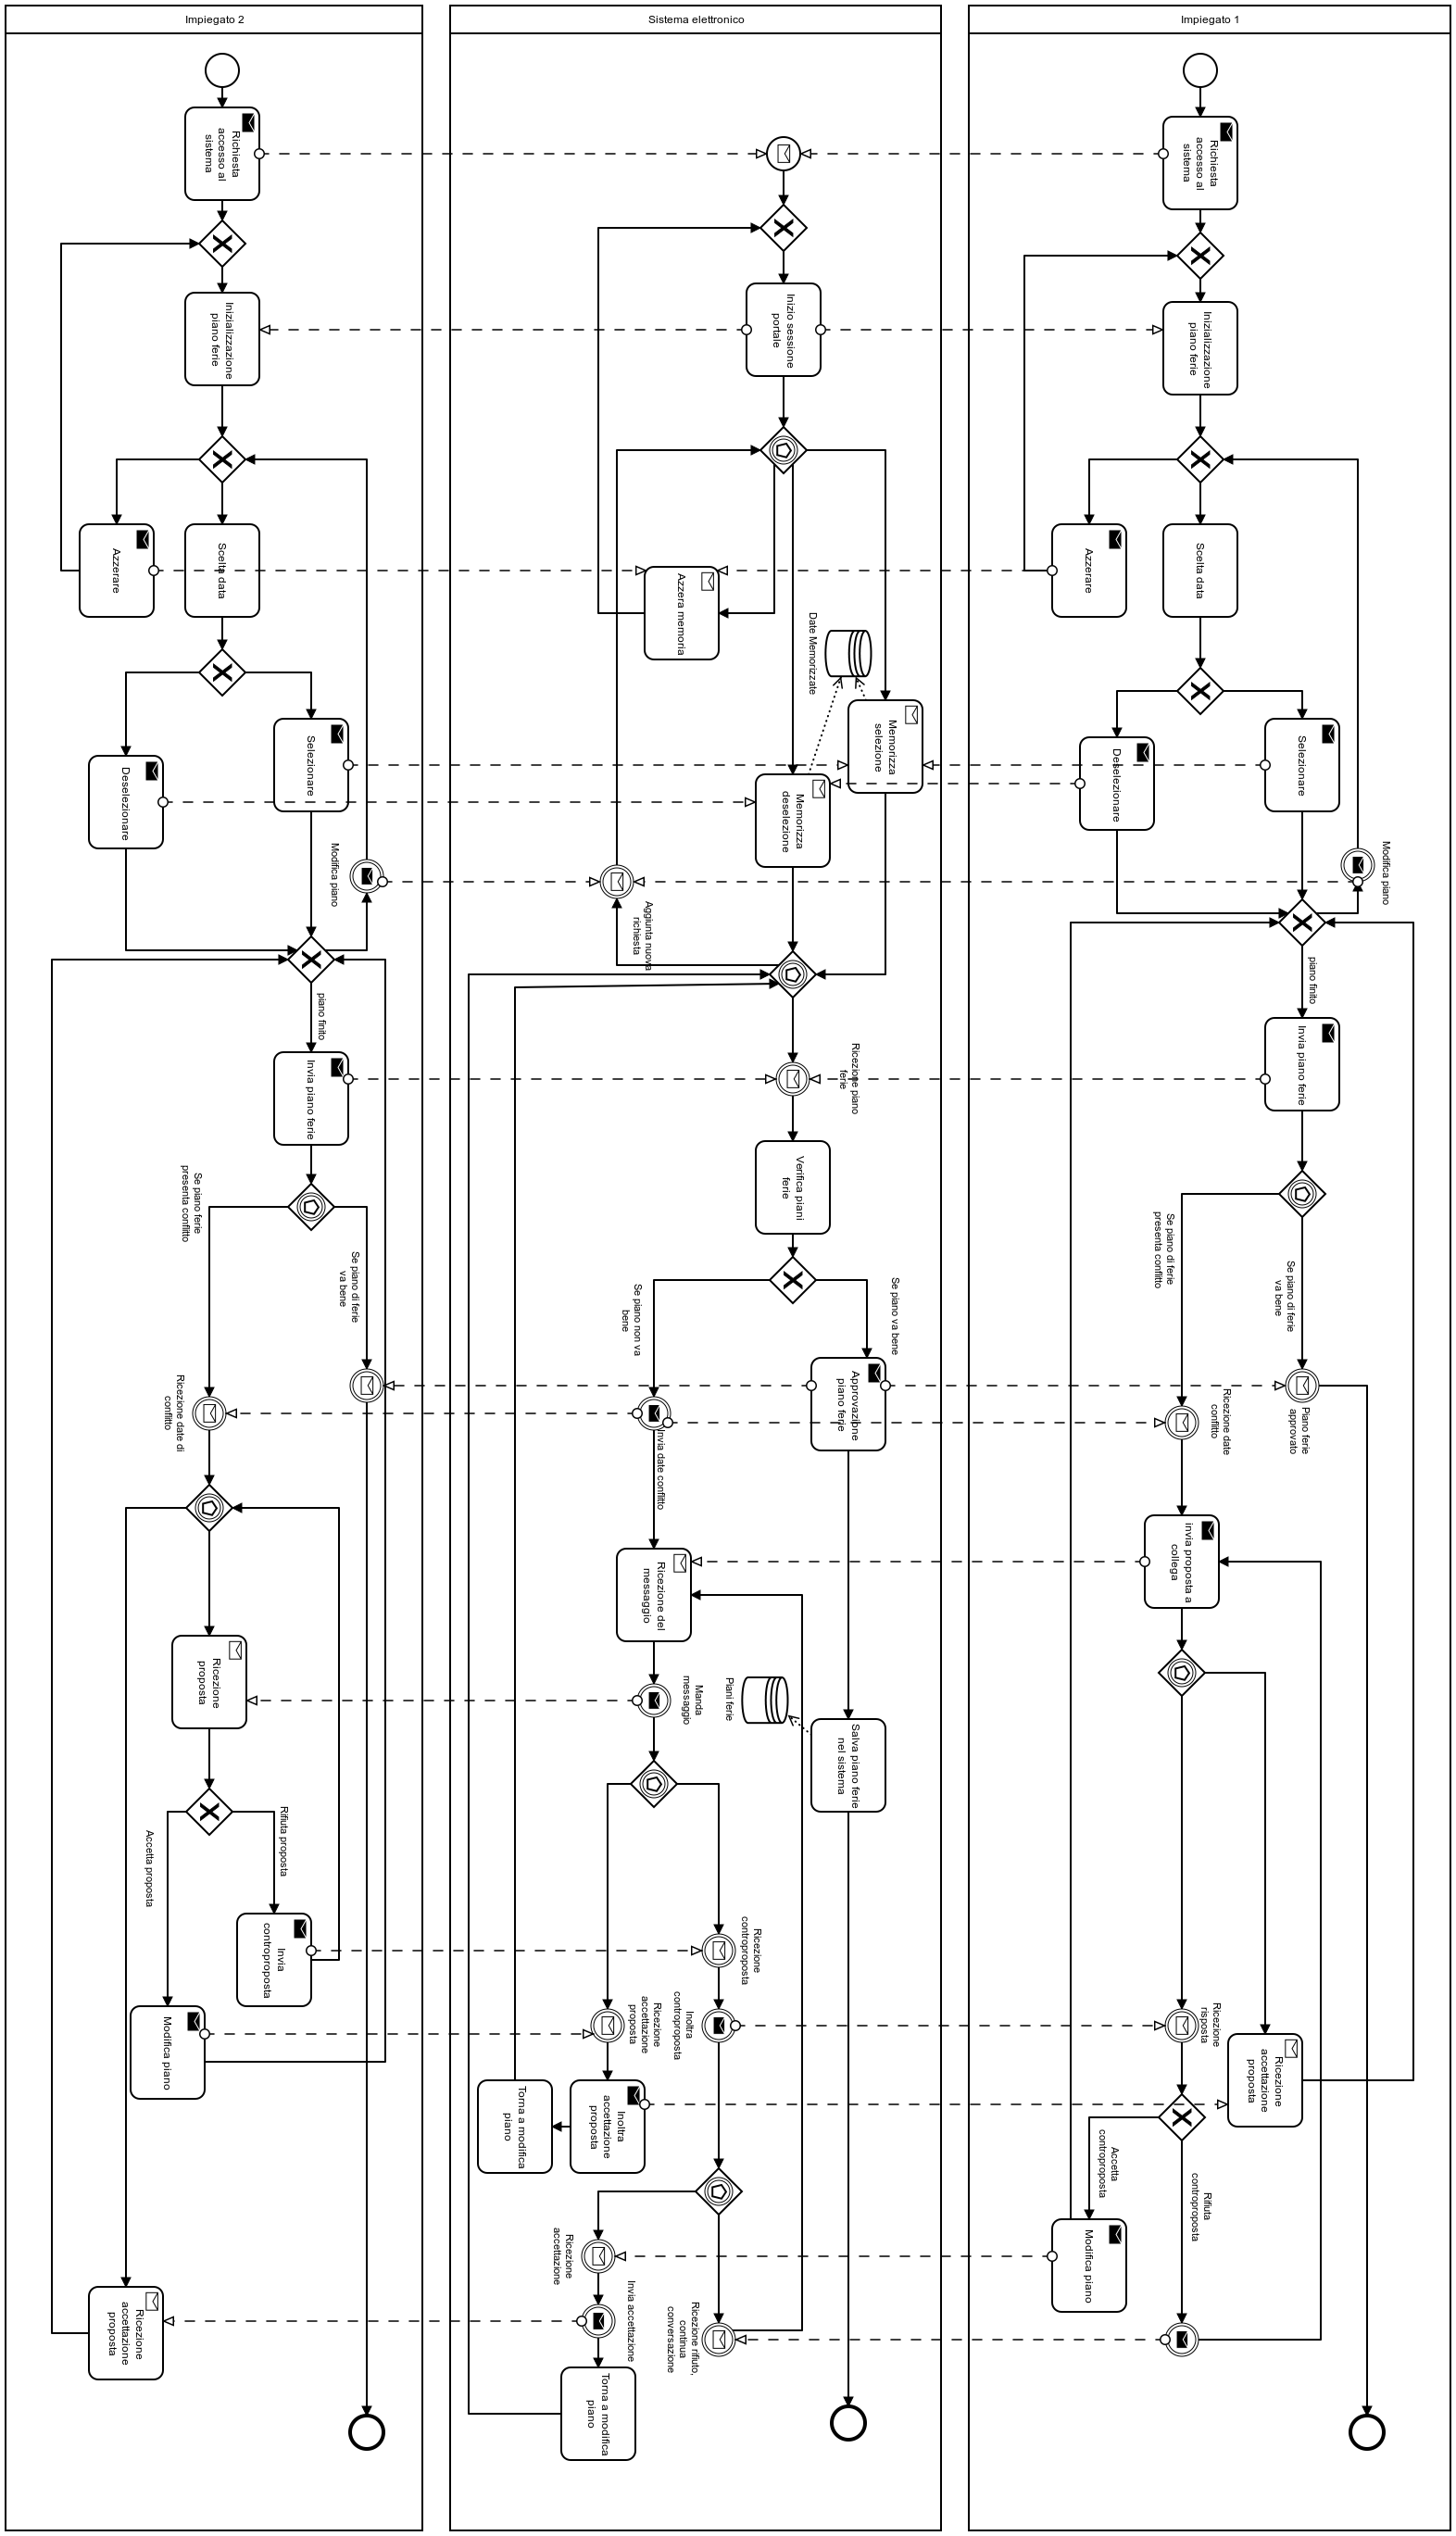 Impiegato 2
Sistema elettronico
Impiegato 1
Richiesta
accesso al
sistema
Inizializzazione
piano ferie
Azzerare
Scelta data
Selezionare
Deselezionare
Modifica piano
piano finito
Invia piano ferie
Se piano ferie
presenta conflitto
Se piano di ferie
va bene
Ricezione date di
conflitto
Ricezione
proposta
Rifiuta proposta
Accetta proposta
Invia
controproposta
Modifica piano
Ricezione
accettazione
proposta
Inizio sessione
portale
Azzera memoria
Date Memorizzate
Memorizza
selezione
Memorizza
deselezione
Aggiunta nuova
richiesta
Ricezione piano
ferie
Verifica piani
ferie
Se piano non va
bene
Se piano va bene
Approvazione
piano ferie
Invia date conflitto
Ricezione del
messaggio
Manda
messaggio
Piani ferie
Salva piano ferie
nel sistema
Ricezione
controproposta
Inoltra
controproposta
Ricezione
accettazione
proposta
Inoltra
accettazione
proposta
Torna a modifica
piano
Ricezione
accettazione
Invia accettazione
Ricezione rifiuto,
continua
conversazione
Torna a modifica
piano
Richiesta
accesso al
sistema
Inizializzazione
piano ferie
Azzerare
Scelta data
Selezionare
Deselezionare
Modifica piano
piano finito
Invia piano ferie
Se piano di ferie
presenta conflitto
Se piano di ferie
va bene
Ricezione date
conflitto
Piano ferie
approvato
invia proposta a
collega
Ricezione
risposta
Ricezione
accettazione
proposta
Accetta
controproposta
Rifiuta
controproposta
Modifica piano